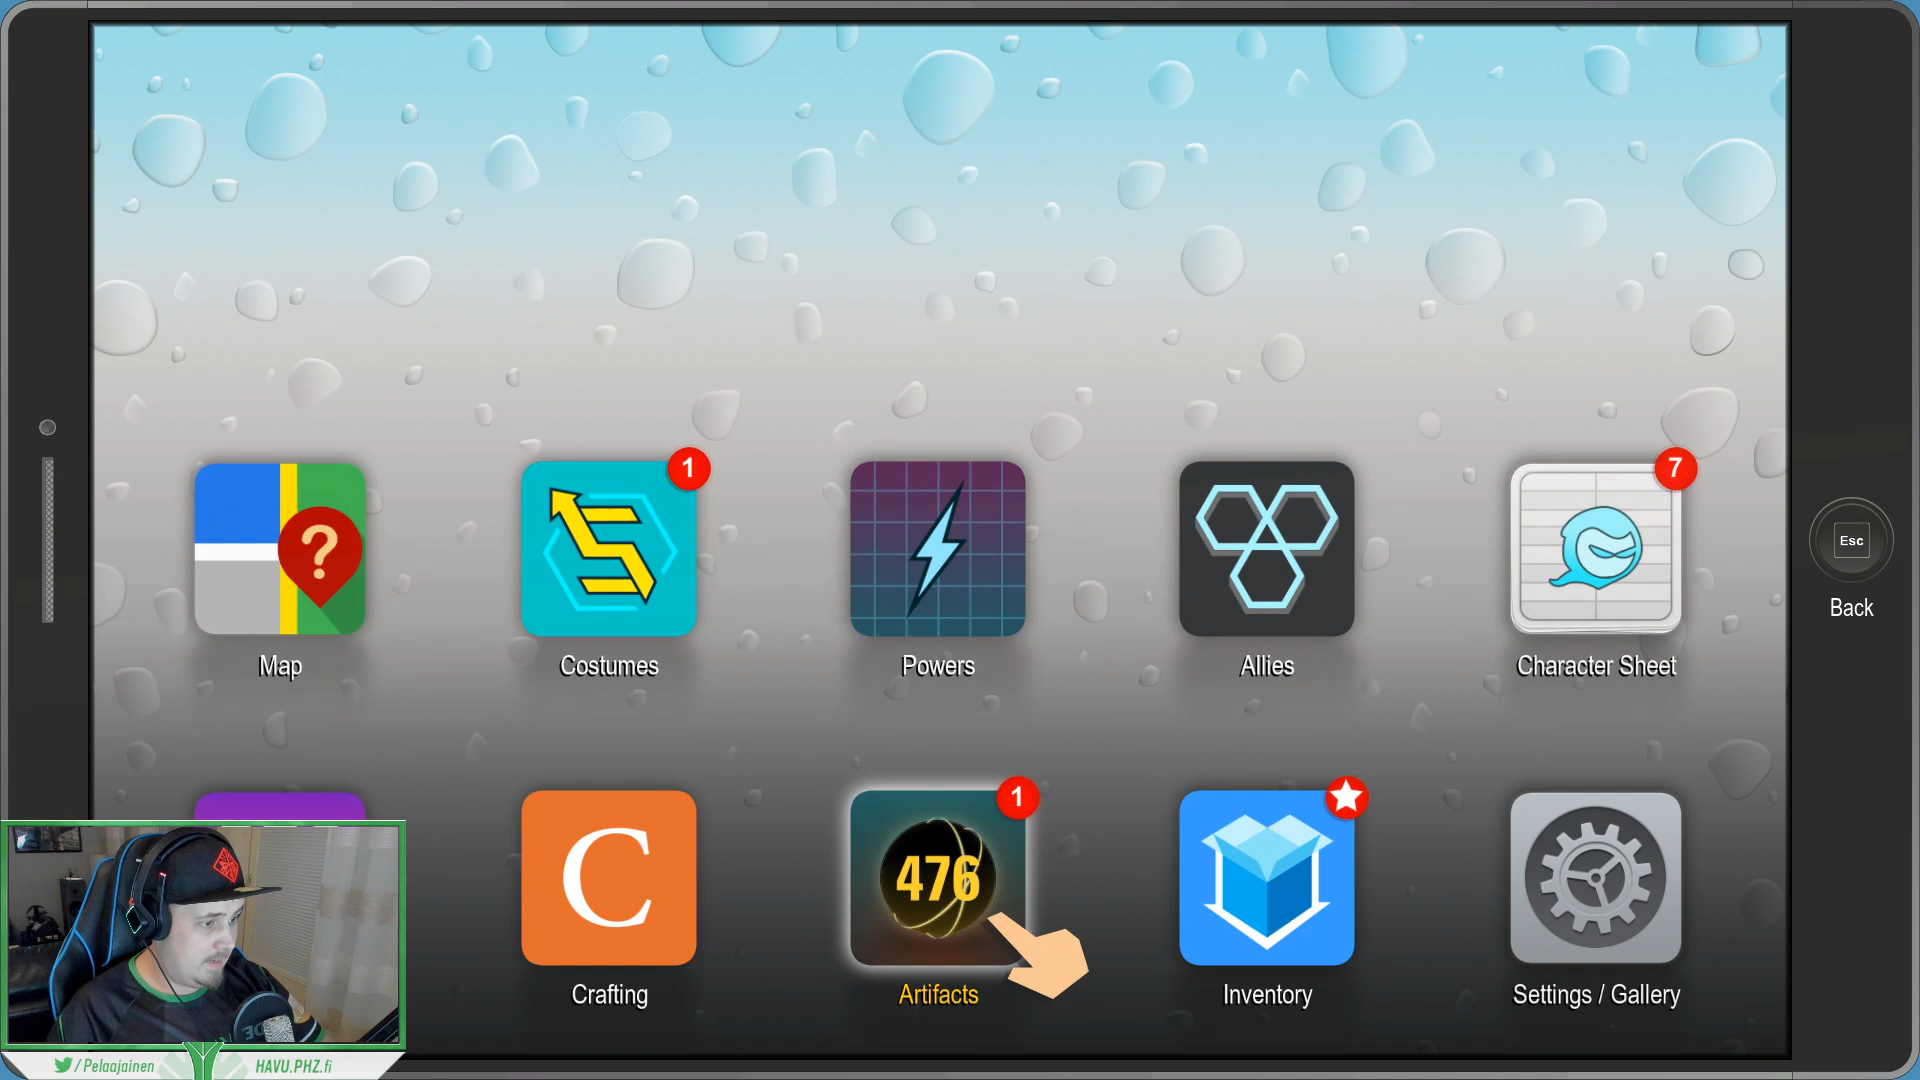 1
7
?
Esc
Back
Map
Costumes
Powers
Allies
Character Sheet
1
C
476
Crafting
Artifacts
Inventory
Settings / Gallery
/Pelaajainen
HAVU.PHZ.fi